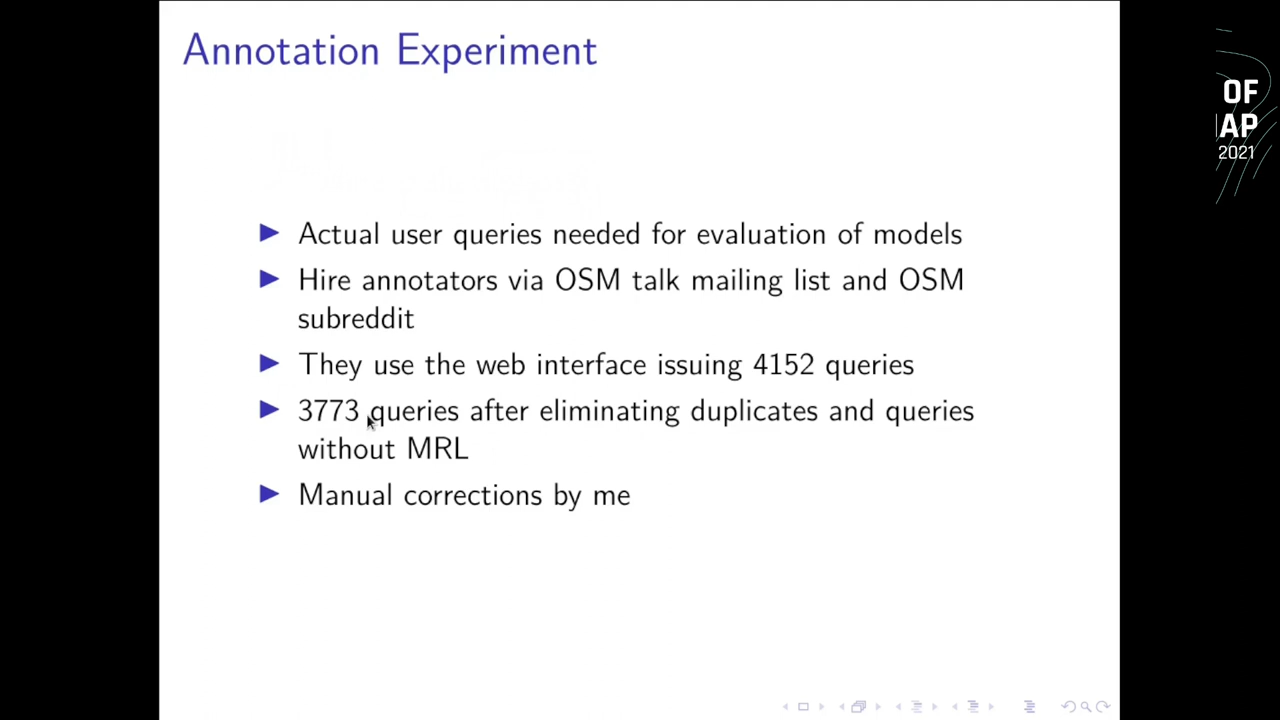 Annotation Experiment
Actual user queries needed for evaluation of models
Hire annotators via OSM talk mailing list and OSM
subreddit
They use the web interface issuing 4152 queries
3773 queries after eliminating duplicates and queries
without MRL
Manual corrections by me
OF
AP
2021